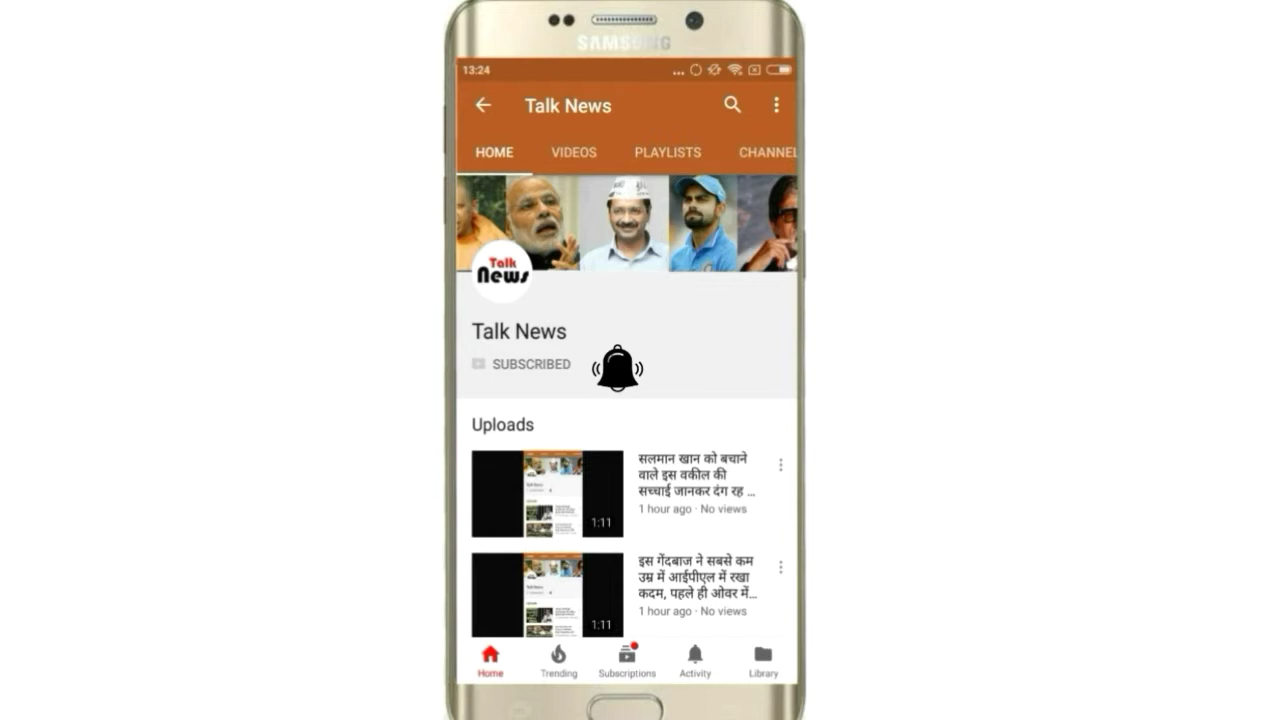 SAMSUNG
13:24
Talk News
HOME VIDEOS PLAYLISTS CHANNEL
Talk
News
Talk News
SUBSCRIBED
Uploads
सलमान खान को बचाने
वाले इस वकील की
सच्चाई जानकर दंग रह ...
1 hour ago · No views
1:11
इस गेंदबाज ने सबसे कम
उम्र में आईपीएल में रखा
कदम, पहले ही ओवर में...
1 hour ago · No views
1:11
Home Trending Subscriptions Activity Library